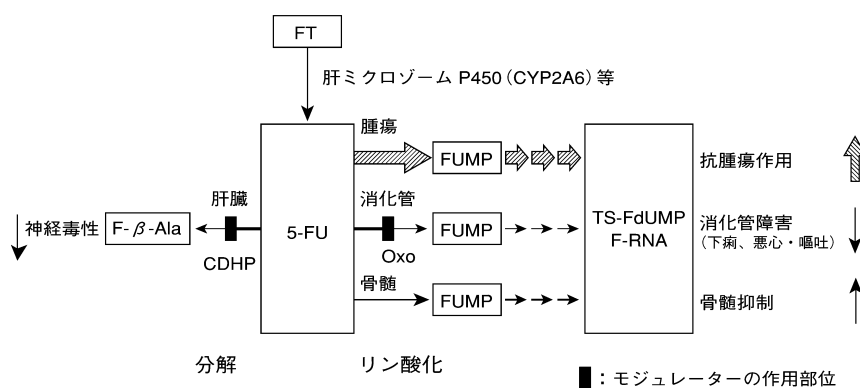 FT
肝ミクロゾーム P450（CYP2A6）等
腫瘍
FUMP
抗腫瘍作用
肝臓
消化管
神経毒性
F-β-Ala
5-FU
FUMP
TS-FdUMP
F-RNA
消化管障害
（下痢、悪心・嘔吐）
CDHP
Oxo
骨髄
FUMP
骨髄抑制
分解
リン酸化
：モジュレーターの作用部位